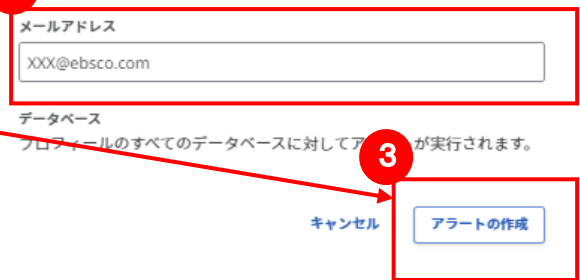 メールアドレス
XXX@ebsco.com
データベース
プロフィールのすべてのデータベースに対してア が実行されます。
3
キャンセル アラートの作成